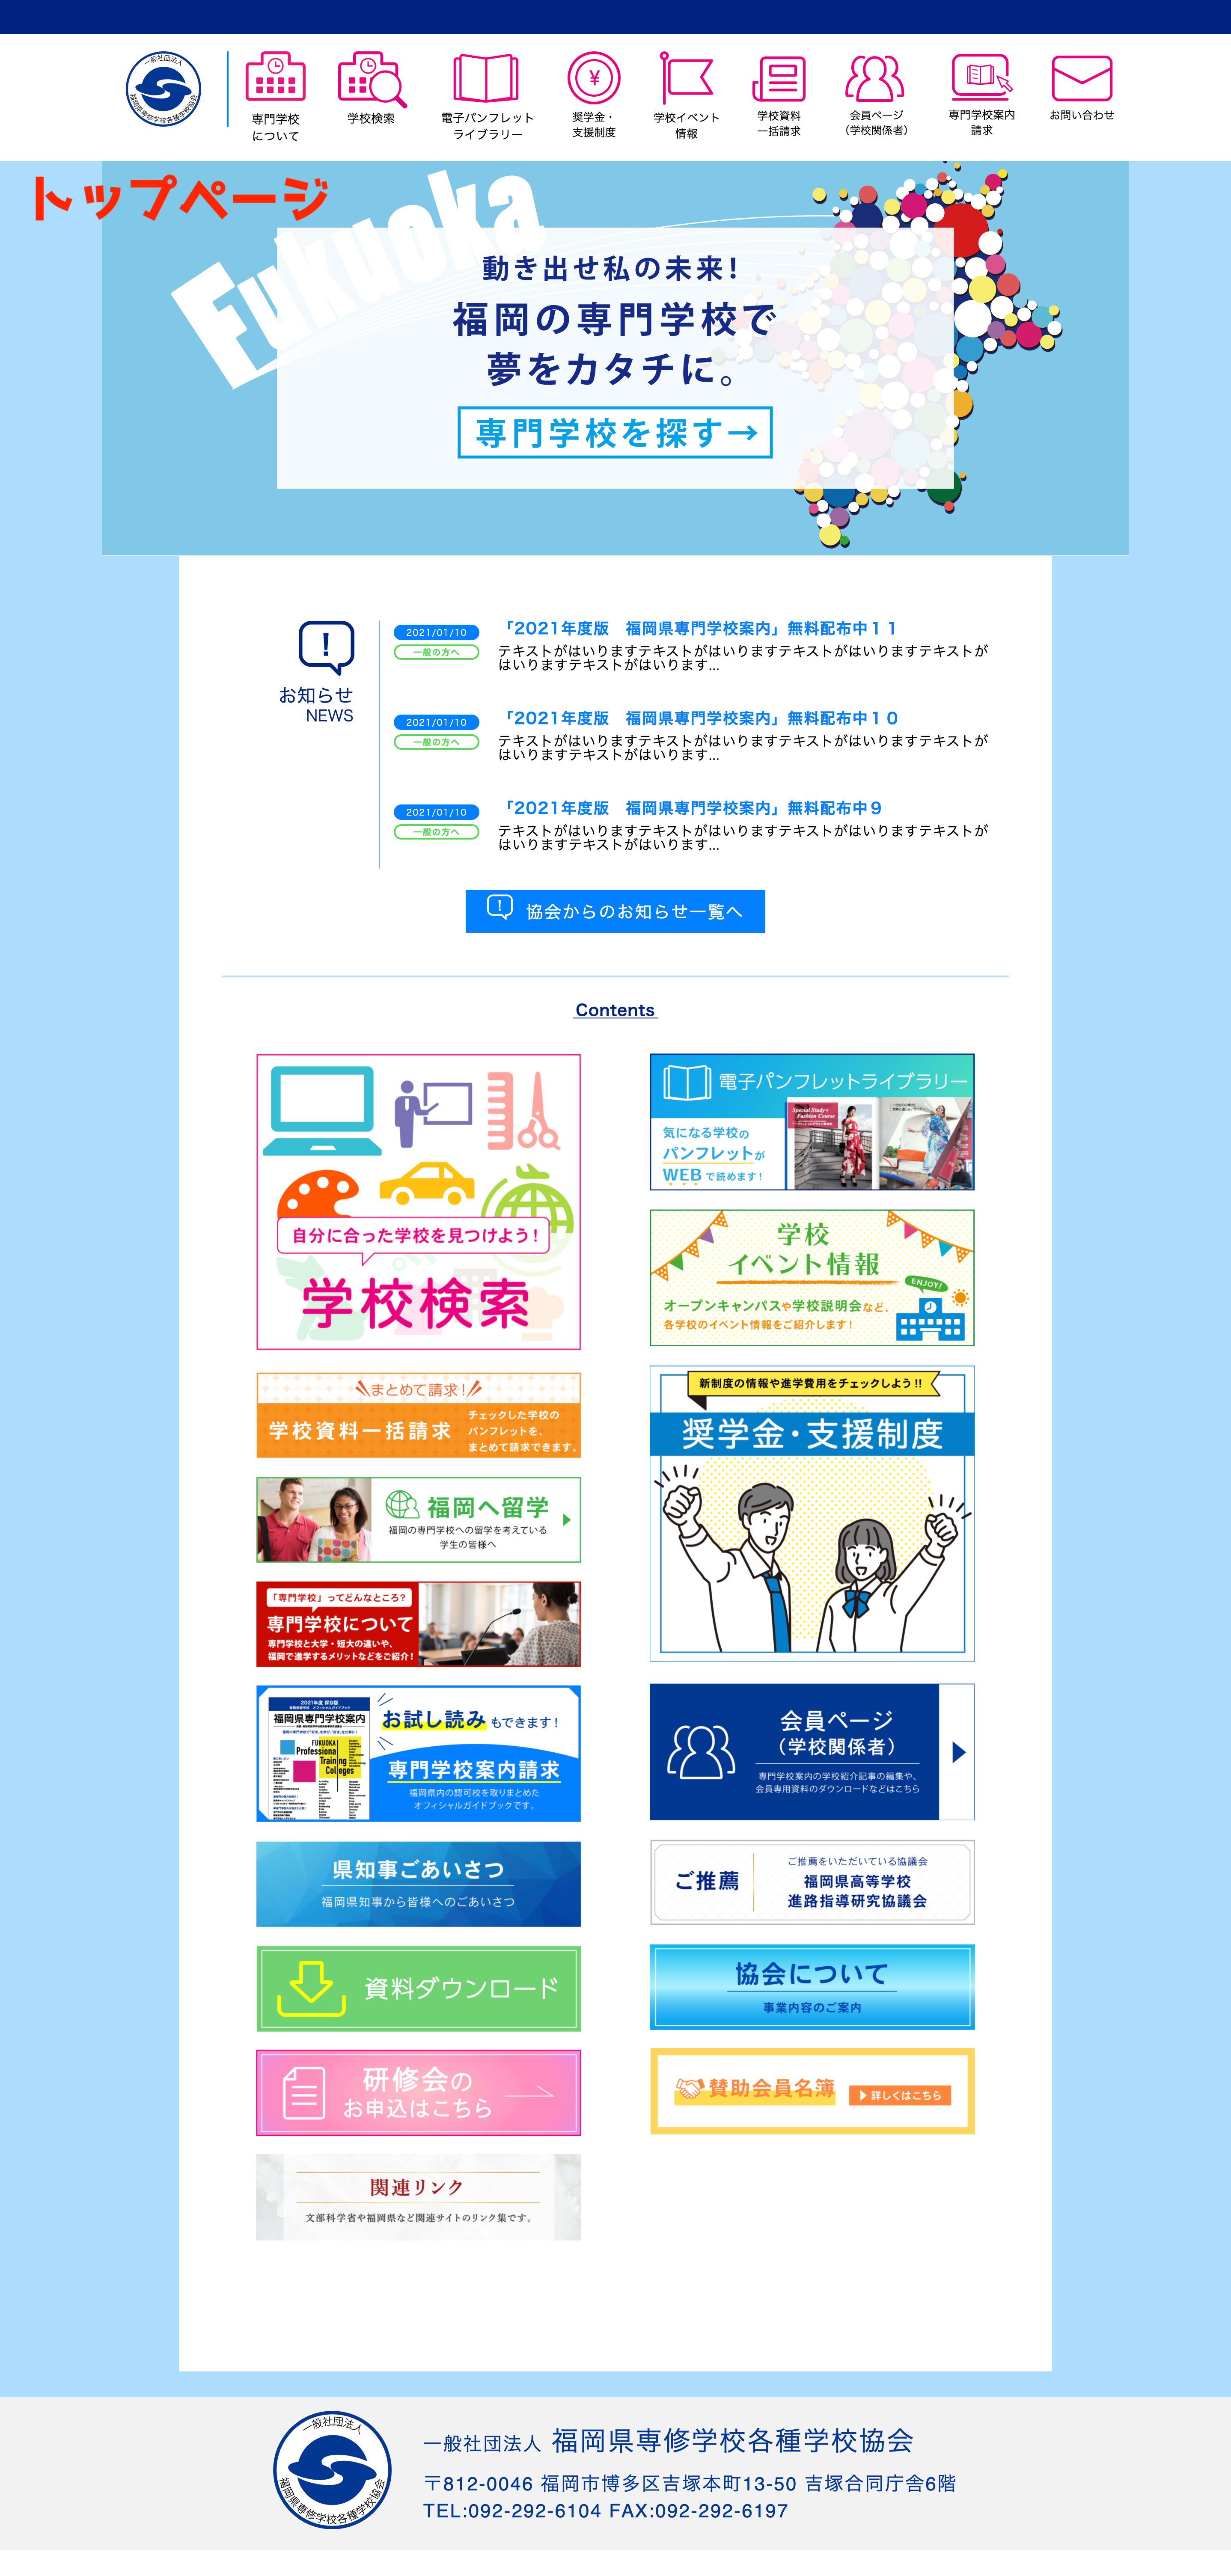 一般社団法人
福岡県専修学校各種学校協会
専門学校
について
学校検索
電子パンフレット
ライブラリー
奨学金・
支援制度
学校イベント
情報
学校資料
一括請求
会員ページ
(学校関係者)
専門学校案内
請求
お問い合わせ
トップページ
Fukuoka
動き出せ私の未来!
福岡の専門学校で
夢をカタチに。
専門学校を探す→
お知らせ
NEWS
2021/01/10
一般の方へ
「2021年度版　福岡県専門学校案内」無料配布中１１
テキストがはいりますテキストがはいりますテキストがはいりますテキストが
はいりますテキストがはいります...
2021/01/10
一般の方へ
「2021年度版　福岡県専門学校案内」無料配布中１０
テキストがはいりますテキストがはいりますテキストがはいりますテキストが
はいりますテキストがはいります...
2021/01/10
一般の方へ
「2021年度版　福岡県専門学校案内」無料配布中９
テキストがはいりますテキストがはいりますテキストがはいりますテキストが
はいりますテキストがはいります...
協会からのお知らせ一覧へ
Contents
自分に合った学校を見つけよう!
学校検索
電子パンフレットライブラリー
気になる学校の
パンフレットが
WEBで読めます!
Special Study+
Fashion Course
学校
イベント情報
ENJOY!
オープンキャンパスや学校説明会など、
各学校のイベント情報をご紹介します!
まとめて請求!
学校資料一括請求
チェックした学校の
パンフレットを、
まとめて請求できます。
新制度の情報や進学費用をチェックしよう!!
奨学金・支援制度
福岡へ留学
福岡の専門学校への留学を考えている
学生の皆様へ
「専門学校」ってどんなところ?
専門学校について
専門学校と大学・短大の違いや、
福岡で進学するメリットなどをご紹介!
2021年度 保存版
福岡県専門学校案内
FUKUOKA
Professional
Training
Colleges
お試し読みもできます!
専門学校案内請求
福岡県内の認可校を取りまとめた
オフィシャルガイドブックです。
会員ページ
(学校関係者)
専門学校案内の学校紹介記事の編集や、
会員専用資料のダウンロードなどはこちら
県知事ごあいさつ
福岡県知事から皆様へのごあいさつ
ご推薦
ご推薦をいただいている協議会
福岡県高等学校
進路指導研究協議会
資料ダウンロード
協会について
事業内容のご案内
研修会の
お申込はこちら
賛助会員名簿
詳しくはこちら
関連リンク
文部科学省や福岡県など関連サイトのリンク集です。
一般社団法人
福岡県専修学校各種学校協会
一般社団法人 福岡県専修学校各種学校協会
〒812-0046 福岡市博多区吉塚本町13-50 吉塚合同庁舎6階
TEL:092-292-6104 FAX:092-292-6197